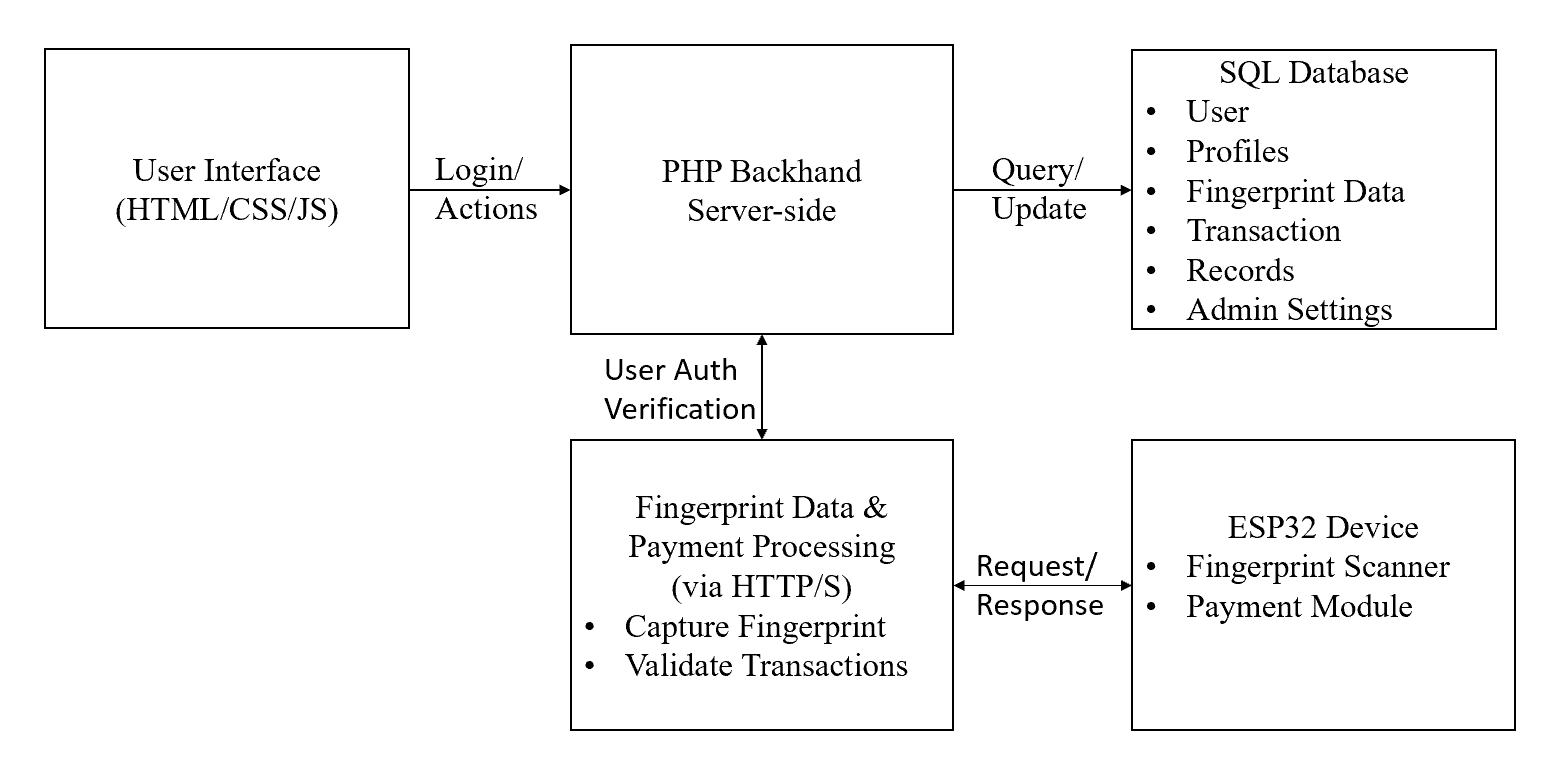 User Interface
(HTML/CSS/JS)
Login/
Actions
PHP Backhand
Server-side
Query/
Update
SQL Database
• User
• Profiles
• Fingerprint Data
• Transaction
• Records
• Admin Settings
User Auth
Verification
Fingerprint Data &
Payment Processing
(via HTTP/S)
• Capture Fingerprint
• Validate Transactions
Request/
Response
ESP32 Device
• Fingerprint Scanner
• Payment Module